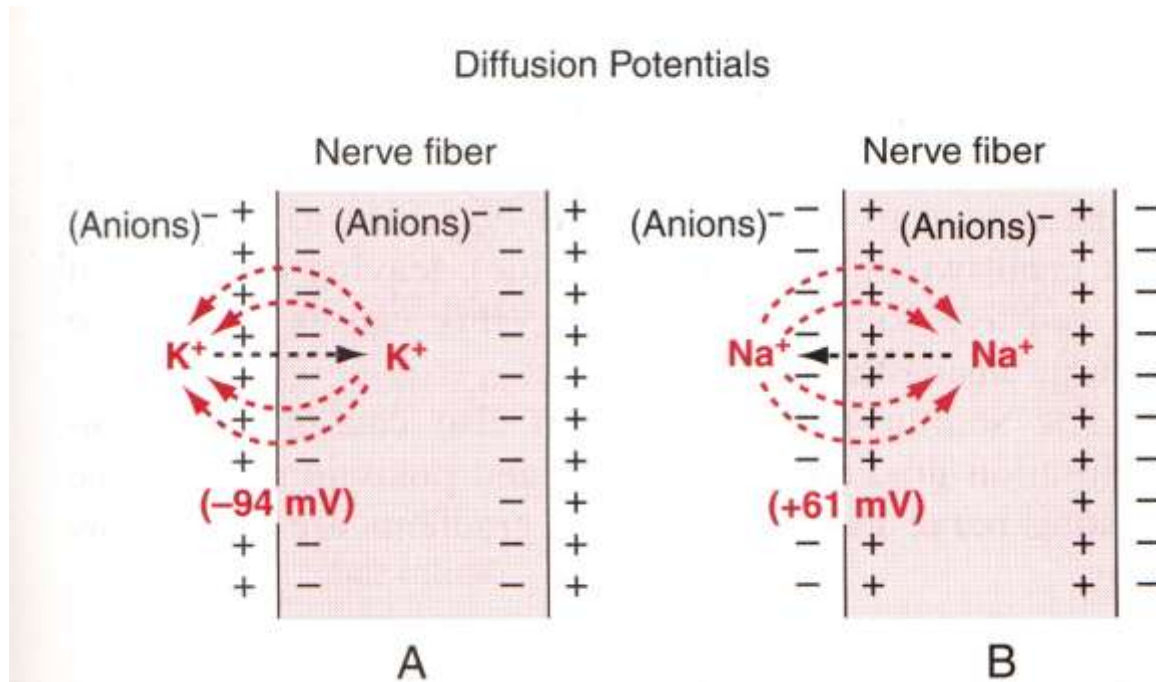 Diffusion Potentials
Nerve fiber
(Anions)⁻ + − (Anions)⁻ − +
K⁺ K⁺
(−94 mV)
A
Nerve fiber
(Anions)⁻ − + (Anions)⁻ + −
Na⁺ Na⁺
(+61 mV)
B